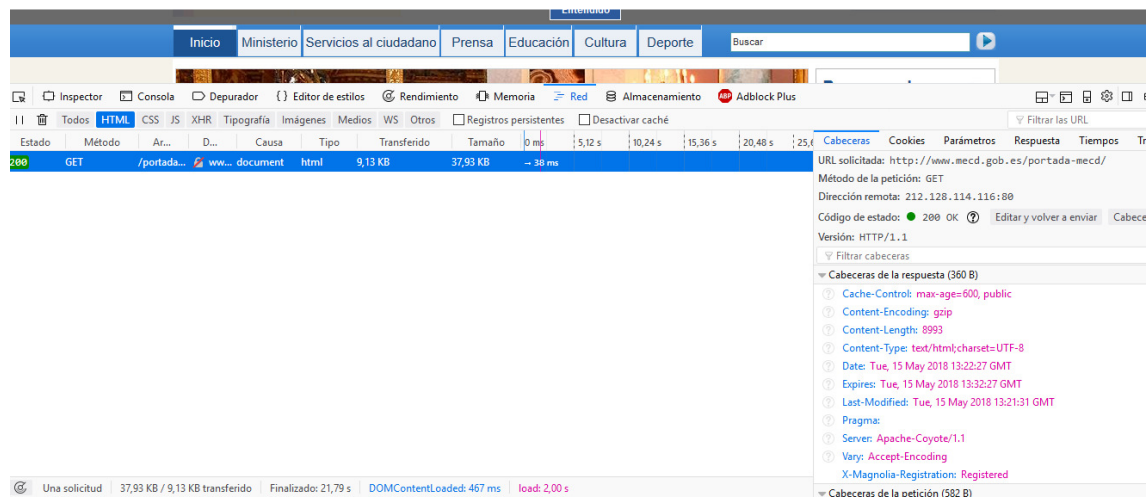 Entendido
Inicio Ministerio Servicios al ciudadano Prensa Educación Cultura Deporte Buscar
Inspector Consola Depurador {} Editor de estilos Rendimiento Memoria Red Almacenamiento ABP Adblock Plus
Todos HTML CSS JS XHR Tipografía Imágenes Medios WS Otros Registros persistentes Desactivar caché Filtrar las URL
Estado Método Ar... D... Causa Tipo Transferido Tamaño 0 ms 5,12 s 10,24 s 15,36 s 20,48 s 25,6
200 GET /portada... ww... document html 9,13 KB 37,93 KB → 38 ms
Cabeceras Cookies Parámetros Respuesta Tiempos Tr
URL solicitada: http://www.mecd.gob.es/portada-mecd/
Método de la petición: GET
Dirección remota: 212.128.114.116:80
Código de estado: 200 OK ? Editar y volver a enviar Cabece
Versión: HTTP/1.1
Filtrar cabeceras
Cabeceras de la respuesta (360 B)
? Cache-Control: max-age=600, public
? Content-Encoding: gzip
? Content-Length: 8993
? Content-Type: text/html;charset=UTF-8
? Date: Tue, 15 May 2018 13:22:27 GMT
? Expires: Tue, 15 May 2018 13:32:27 GMT
? Last-Modified: Tue, 15 May 2018 13:21:31 GMT
? Pragma:
? Server: Apache-Coyote/1.1
? Vary: Accept-Encoding
X-Magnolia-Registration: Registered
Cabeceras de la petición (582 B)
Una solicitud 37,93 KB / 9,13 KB transferido Finalizado: 21,79 s DOMContentLoaded: 467 ms load: 2,00 s